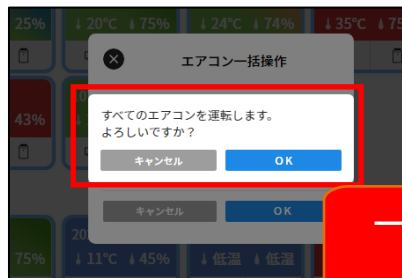 25% ↓20℃ 75% ↓24℃ 74% ↓35℃ 75
エアコン一括操作
すべてのエアコンを運転します。
43%
よろしいですか？
キャンセル OK
キャンセル OK
20
75% ↓11℃ 45% ↓低温 低温